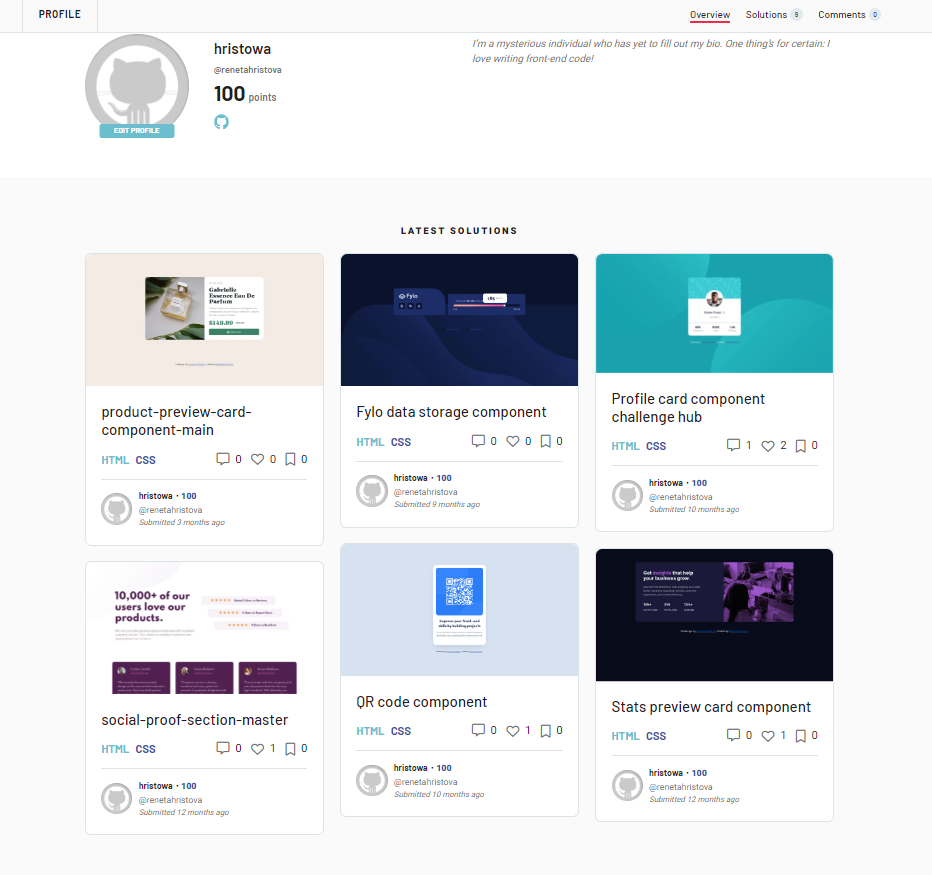 PROFILE
Overview
Solutions 9
Comments 0
hristova
@renetahristova
100 points
EDIT PROFILE
I'm a mysterious individual who has yet to fill out my bio. One thing's for certain: I
love writing front-end code!
LATEST SOLUTIONS
Gabrielle
Essence Eau De
Parfum
$149.99
product-preview-card-
component-main
HTML CSS
0 0 0
hristova · 100
@renetahristova
Submitted 3 months ago
Fylo
185
Fylo data storage component
HTML CSS
0 0 0
hristova · 100
@renetahristova
Submitted 9 months ago
Profile card component
challenge hub
HTML CSS
1 2 0
hristova · 100
@renetahristova
Submitted 10 months ago
10,000+ of our
users love our
products.
social-proof-section-master
HTML CSS
0 1 0
hristova · 100
@renetahristova
Submitted 12 months ago
Improve your front-end
skills by building projects
QR code component
HTML CSS
0 1 0
hristova · 100
@renetahristova
Submitted 10 months ago
Get insights that help
your business grow.
Stats preview card component
HTML CSS
0 1 0
hristova · 100
@renetahristova
Submitted 12 months ago